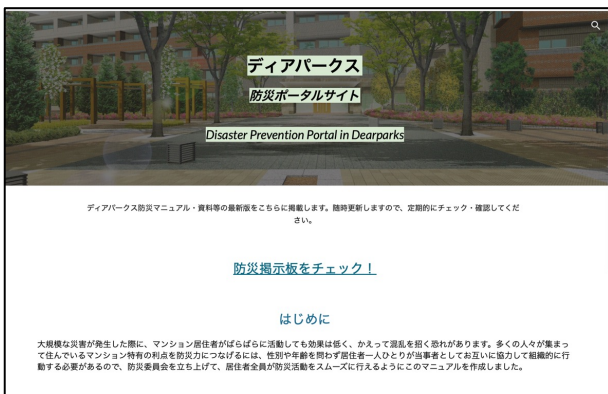 ディアパークス
防災ポータルサイト
Disaster Prevention Portal in Dearparks
ディアパークス防災マニュアル・資料等の最新版をこちらに掲載します。随時更新しますので、定期的にチェック・確認してくだ
さい。
防災掲示板をチェック！
はじめに
大規模な災害が発生した際に、マンション居住者がばらばらに活動しても効果は低く、かえって混乱を招く恐れがあります。多くの人々が集まっ
て住んでいるマンション特有の利点を防災力につなげるには、性別や年齢を問わず居住者一人ひとりが当事者としてお互いに協力して組織的に行
動する必要があるので、防災委員会を立ち上げて、居住者全員が防災活動をスムーズに行えるようにこのマニュアルを作成しました。